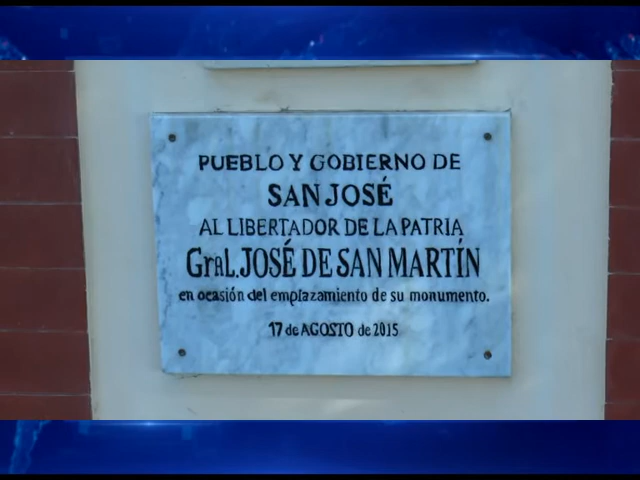 PUEBLO Y GOBIERNO DE
SAN JOSÉ
AL LIBERTADOR DE LA PATRIA
GraL. JOSÉ DE SAN MARTÍN
en ocasión del emplazamiento de su monumento.
17 de AGOSTO de 2015